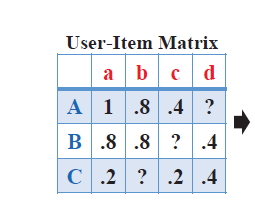 User-Item Matrix
a b c d
A 1 .8 .4 ?
B .8 .8 ? .4
C .2 ? .2 .4